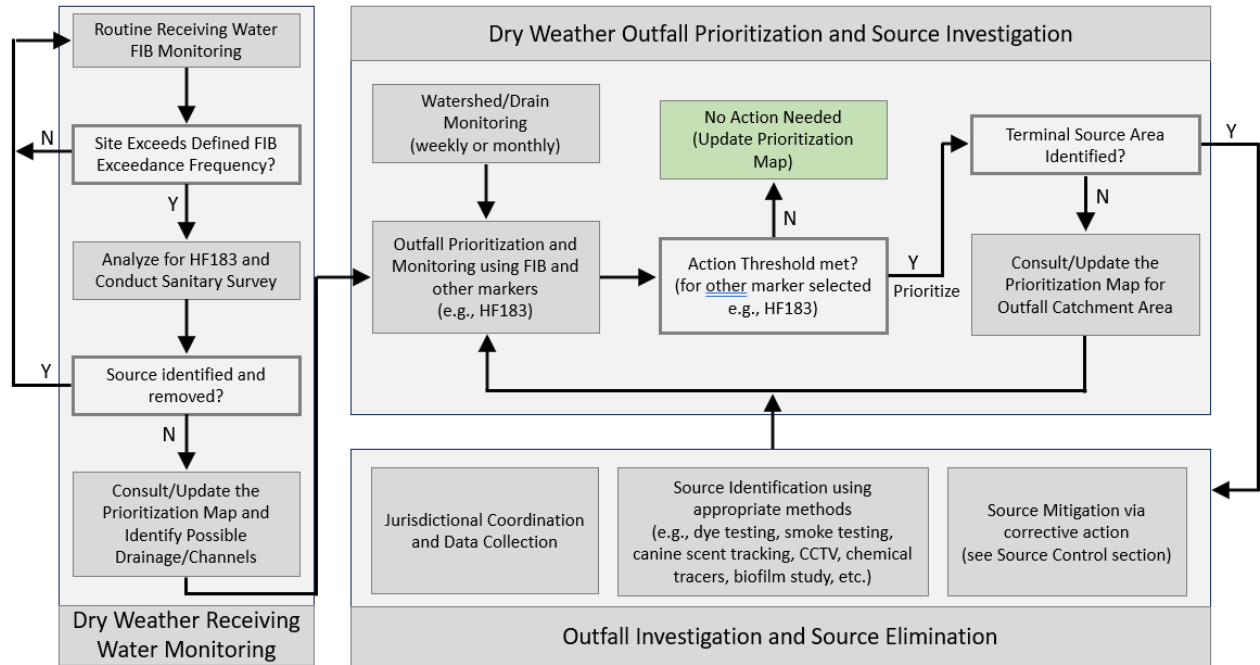 Routine Receiving Water
FIB Monitoring
N
Site Exceeds Defined FIB
Exceedance Frequency?
Y
Analyze for HF183 and
Conduct Sanitary Survey
Y
Source identified and
removed?
N
Consult/Update the
Prioritization Map and
Identify Possible
Drainage/Channels
Dry Weather Receiving
Water Monitoring
Dry Weather Outfall Prioritization and Source Investigation
Watershed/Drain
Monitoring
(weekly or monthly)
Outfall Prioritization and
Monitoring using FIB and
other markers
(e.g., HF183)
No Action Needed
(Update Prioritization
Map)
N
Action Threshold met?
(for other marker selected
e.g., HF183)
Y
Prioritize
Terminal Source Area
Identified?
Y
N
Consult/Update the
Prioritization Map for
Outfall Catchment Area
Jurisdictional Coordination
and Data Collection
Source Identification using
appropriate methods
(e.g., dye testing, smoke testing,
canine scent tracking, CCTV, chemical
tracers, biofilm study, etc.)
Source Mitigation via
corrective action
(see Source Control section)
Outfall Investigation and Source Elimination